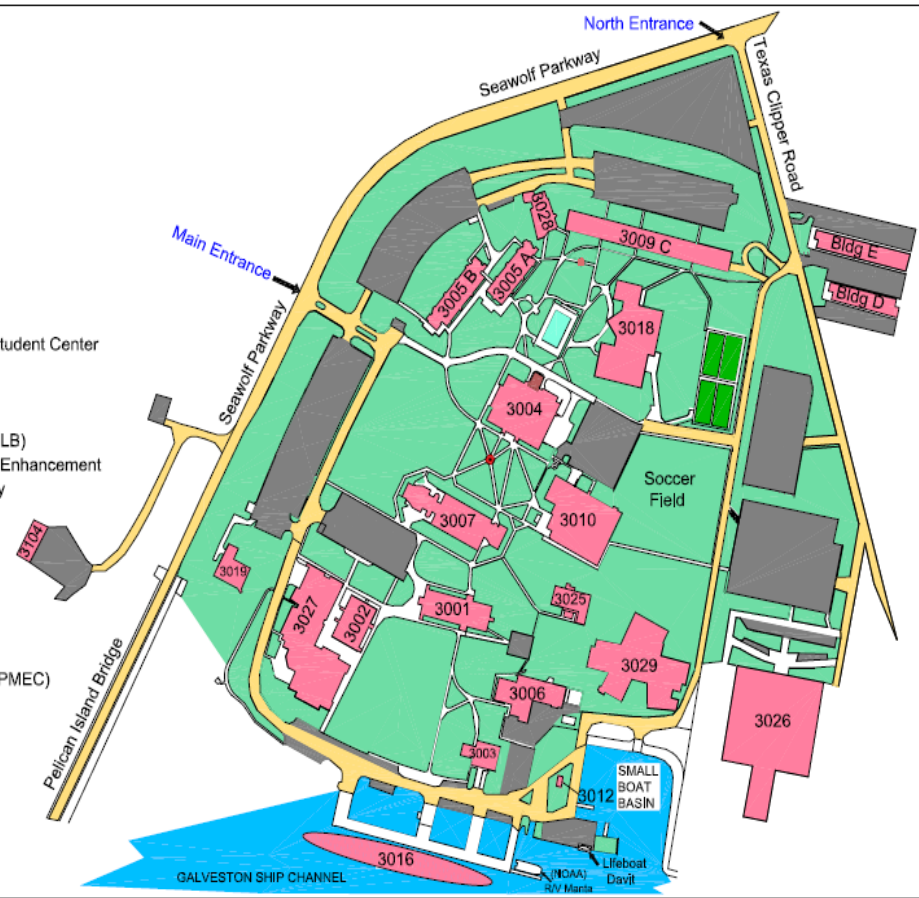 North Entrance
Seawolf Parkway
Texas Clipper Road
Main Entrance
3028
3009 C
Bldg E
3005 B
3005 A
Bldg D
3018
tudent Center
Seawolf Parkway
3004
LB)
Enhancement
y
Soccer
Field
3007
3010
3104
3019
3027
3002
3001
3025
3029
PMEC)
3006
3026
Pelican Island Bridge
3003
3012
SMALL
BOAT
BASIN
3016
GALVESTON SHIP CHANNEL
(NOAA)
R/V Manta
Lifeboat
Davit